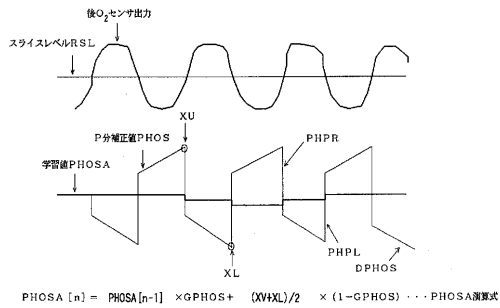 後O₂センサ出力
スライスレベルRSL
XU
P分補正値PHOS
PHPR
学習値PHOSA
PHPL
XL
DPHOS
PHOSA [n] = PHOSA[n-1] ×GPHOS+ (XV+XL)/2 ×(1-GPHOS) ···PHOSA演算式